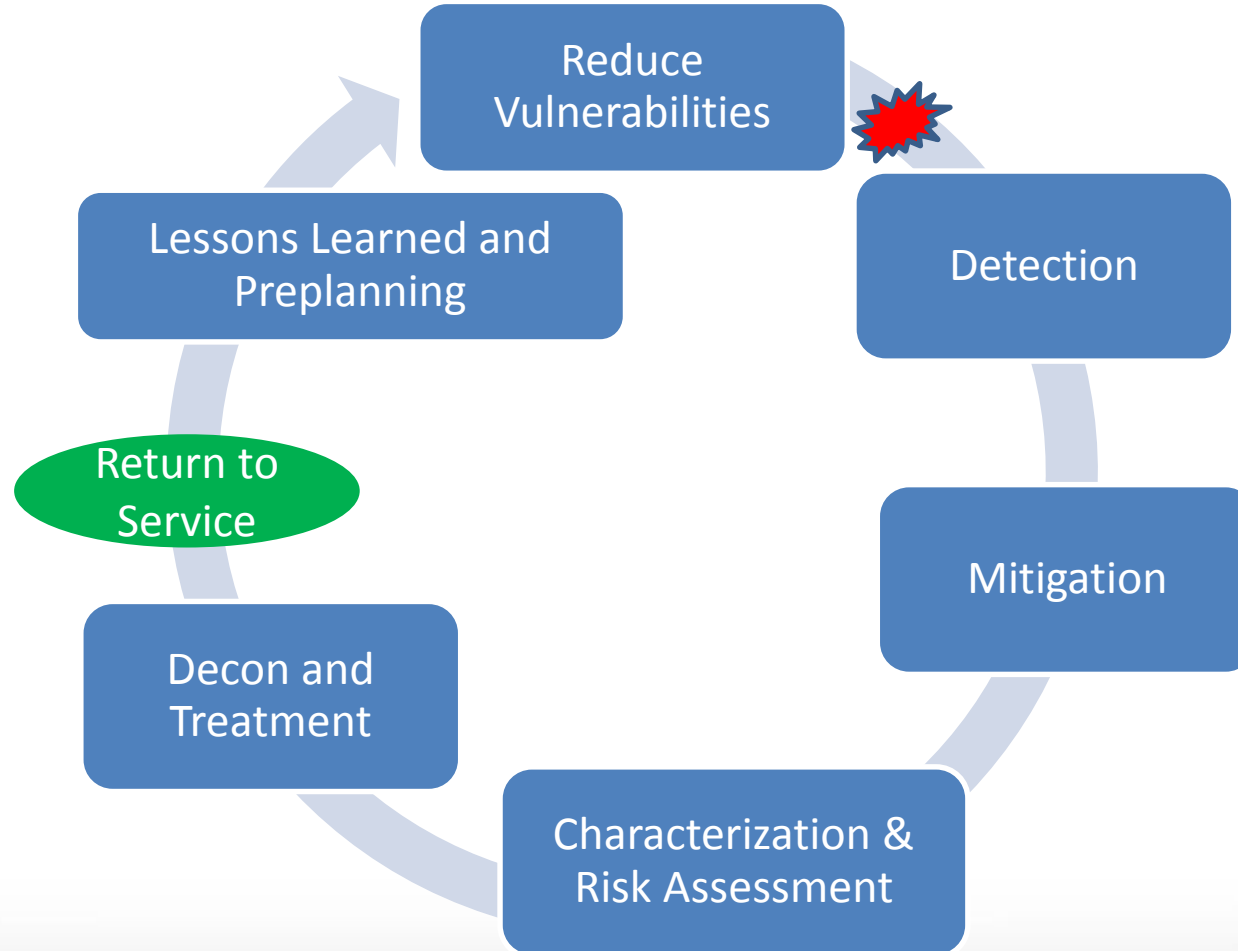 Reduce
Vulnerabilities
Detection
Mitigation
Characterization &
Risk Assessment
Decon and
Treatment
Return to
Service
Lessons Learned and
Preplanning